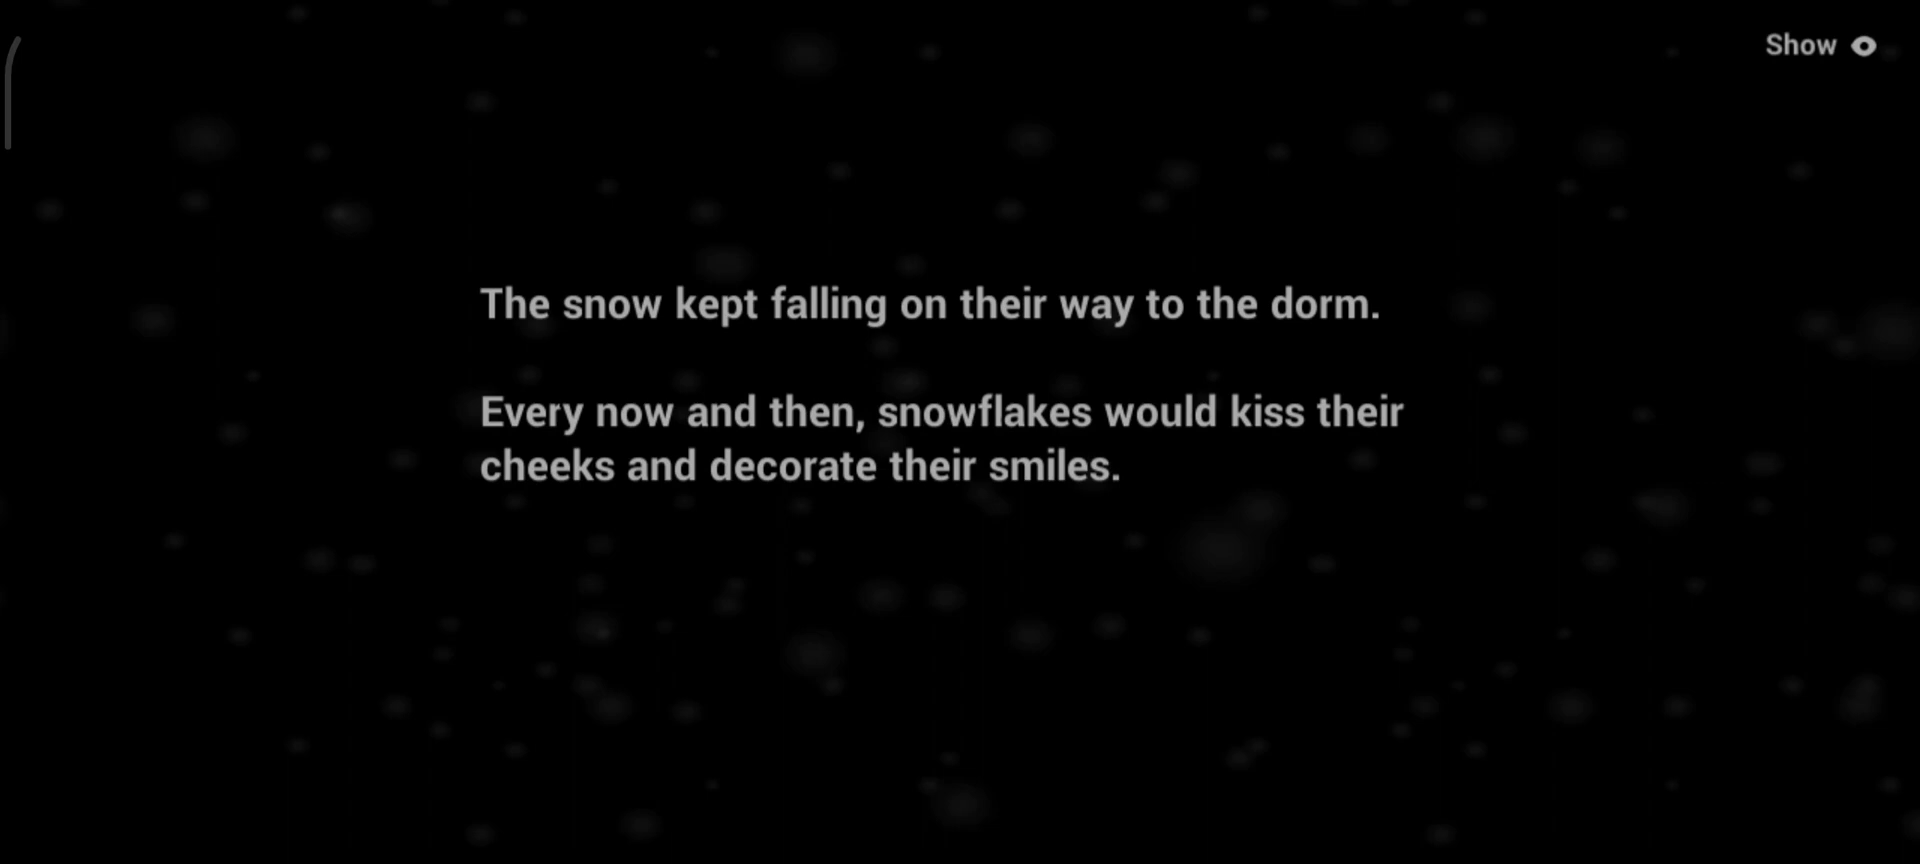 Show
The snow kept falling on their way to the dorm.
Every now and then, snowflakes would kiss their
cheeks and decorate their smiles.